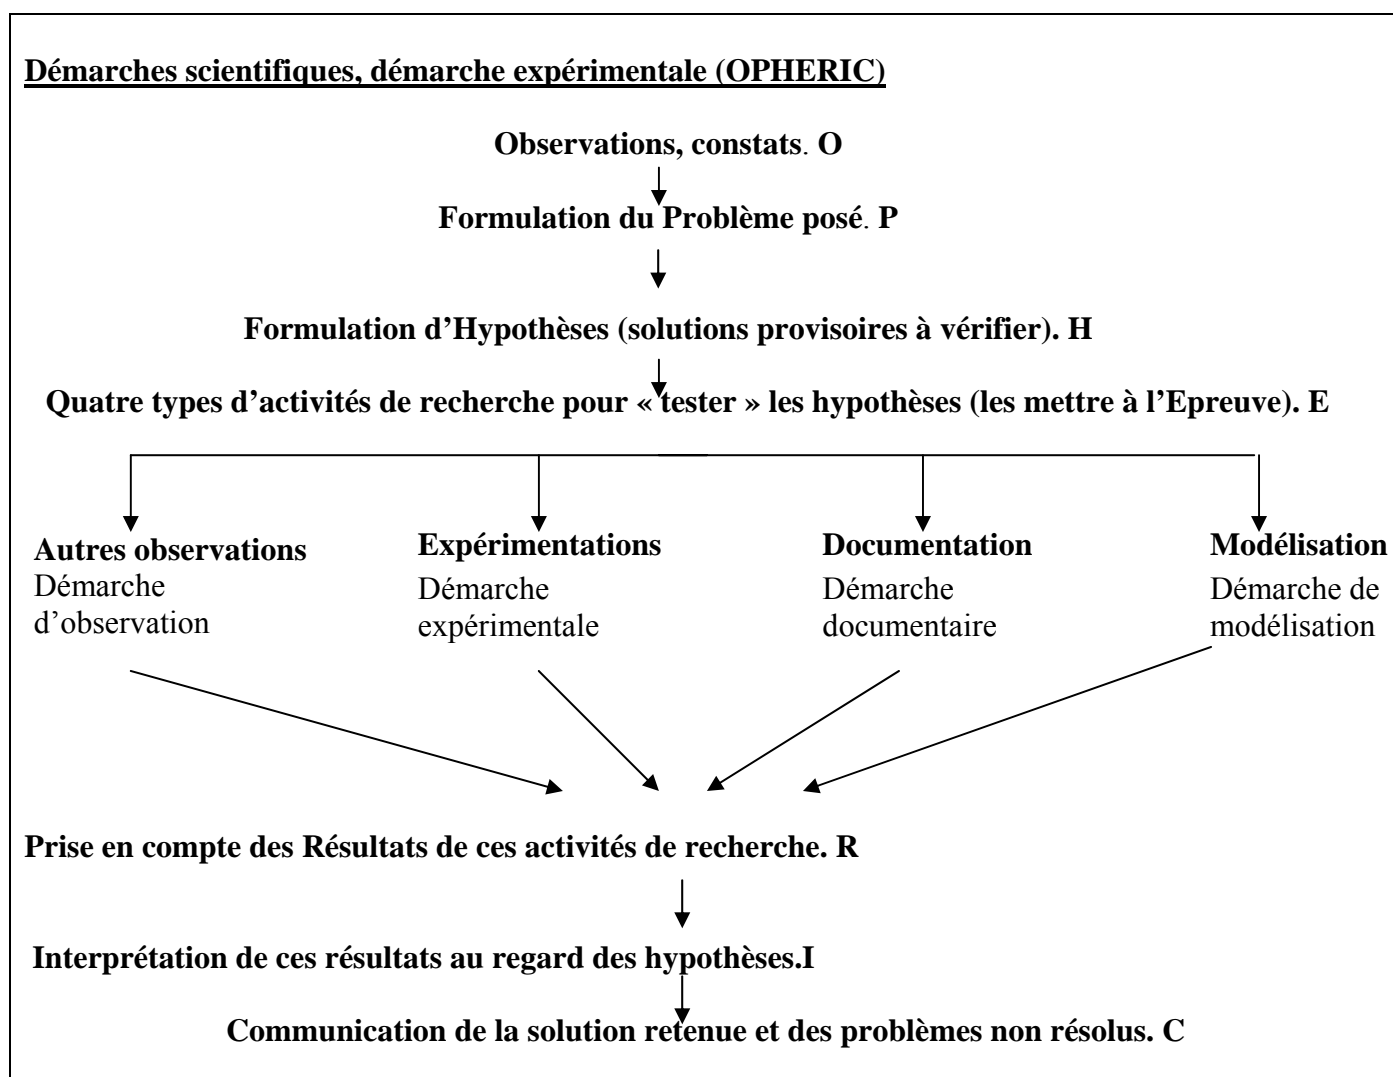 Démarches scientifiques, démarche expérimentale (OPHERIC)
Observations, constats. O
Formulation du Problème posé. P
Formulation d’Hypothèses (solutions provisoires à vérifier). H
Quatre types d’activités de recherche pour « tester » les hypothèses (les mettre à l’Epreuve). E
Autres observations
Démarche
d’observation
Expérimentations
Démarche
expérimentale
Documentation
Démarche
documentaire
Modélisation
Démarche de
modélisation
Prise en compte des Résultats de ces activités de recherche. R
Interprétation de ces résultats au regard des hypothèses.I
Communication de la solution retenue et des problèmes non résolus. C